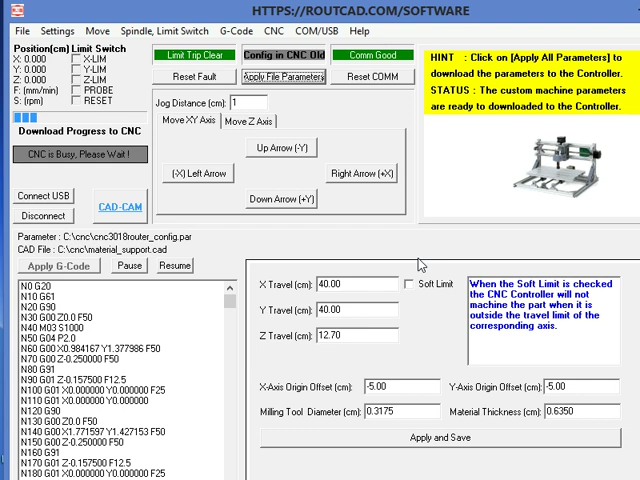 HTTPS://ROUTCAD.COM/SOFTWARE
File Settings Move Spindle, Limit Switch G-Code CNC COM/USB Help
Position(cm) Limit Switch
X: 0.000 X-LIM
Y: 0.000 Y-LIM
Z: 0.000 Z-LIM
F: (mm/min) PROBE
S: (rpm) RESET
Download Progress to CNC
CNC is Busy, Please Wait !
Connect USB
Disconnect
CAD-CAM
Limit Trip Clear
Config in CNC Old
Comm Good
Reset Fault
Apply File Parameters
Reset COMM
Jog Distance (cm): 1
Move XY Axis
Move Z Axis
Up Arrow (-Y)
(-X) Left Arrow
Right Arrow (+X)
Down Arrow (+Y)
HINT : Click on [Apply All Parameters] to
download the parameters to the Controller.
STATUS : The custom machine parameters
are ready to downloaded to the Controller.
Parameter : C:\cnc\cnc3018router_config.par
CAD File : C:\cnc\material_support.cad
Apply G-Code
Pause
Resume
N0 G20
N10 G61
N20 G90
N30 G00 Z0.0 F50
N40 M03 S1000
N50 G04 P2.0
N60 G00 X0.984167 Y1.377986 F50
N70 G00 Z-0.250000 F50
N80 G91
N90 G01 Z-0.157500 F12.5
N100 G01 X0.000000 Y0.000000 F25
N110 G01 X0.000000 Y0.000000
N120 G90
N130 G00 Z0.0 F50
N140 G00 X1.771597 Y1.427153 F50
N150 G00 Z-0.250000 F50
N160 G91
N170 G01 Z-0.157500 F12.5
N180 G01 X0.000000 Y0.000000 F25
X Travel (cm): 40.00
Soft Limit
Y Travel (cm): 40.00
Z Travel (cm): 12.70
When the Soft Limit is checked
the CNC Controller will not
machine the part when it is
outside the travel limit of the
corresponding axis.
X-Axis Origin Offset (cm) -5.00
Y-Axis Origin Offset (cm): -5.00
Milling Tool Diameter (cm): 0.3175
Material Thickness (cm): 0.6350
Apply and Save